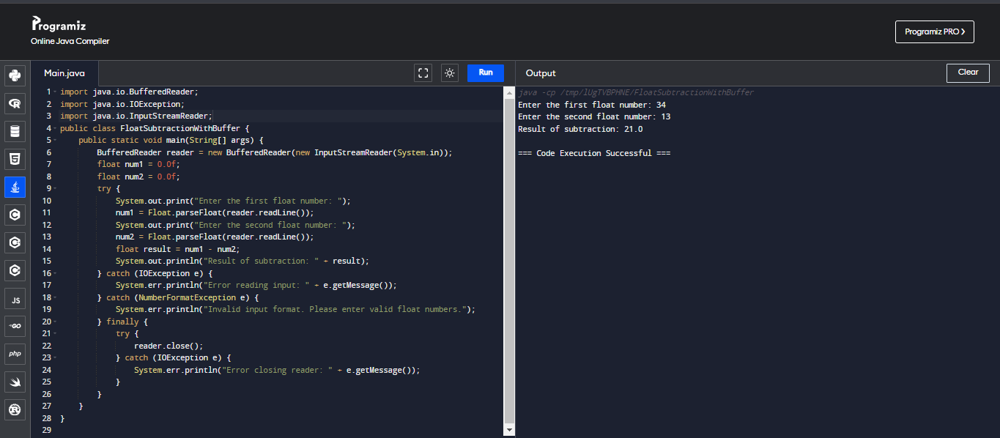 Programiz
Online Java Compiler
Programiz PRO >
Main.java
Run
Output
Clear
1 import java.io.BufferedReader;
2 import java.io.IOException;
3 import java.io.InputStreamReader;
4 public class FloatSubtractionWithBuffer {
5 public static void main(String[] args) {
6 BufferedReader reader = new BufferedReader(new InputStreamReader(System.in));
7 float num1 = 0.0f;
8 float num2 = 0.0f;
9 try {
10 System.out.print("Enter the first float number: ");
11 num1 = Float.parseFloat(reader.readLine());
12 System.out.print("Enter the second float number: ");
13 num2 = Float.parseFloat(reader.readLine());
14 float result = num1 - num2;
15 System.out.println("Result of subtraction: " + result);
16 } catch (IOException e) {
17 System.err.println("Error reading input: " + e.getMessage());
18 } catch (NumberFormatException e) {
19 System.err.println("Invalid input format. Please enter valid float numbers.");
20 } finally {
21 try {
22 reader.close();
23 } catch (IOException e) {
24 System.err.println("Error closing reader: " + e.getMessage());
25 }
26 }
27 }
28 }
29
java -cp /tmp/lUgTVBPHNE/FloatSubtractionWithBuffer
Enter the first float number: 34
Enter the second float number: 13
Result of subtraction: 21.0
=== Code Execution Successful ===
JS
GO
php